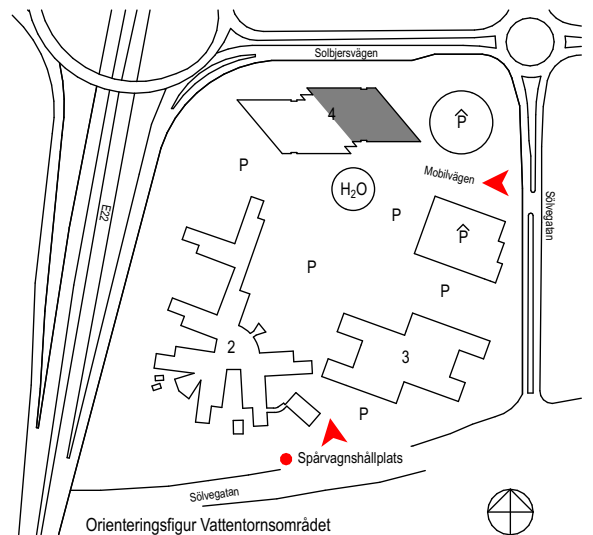 Solbjersvägen
4
P̂
P
Mobilvägen
H₂O
E22
Sölvegatan
P
P̂
P
P
2
3
P
Spårvagnshållplats
Sölvegatan
Orienteringsfigur Vattentornsområdet